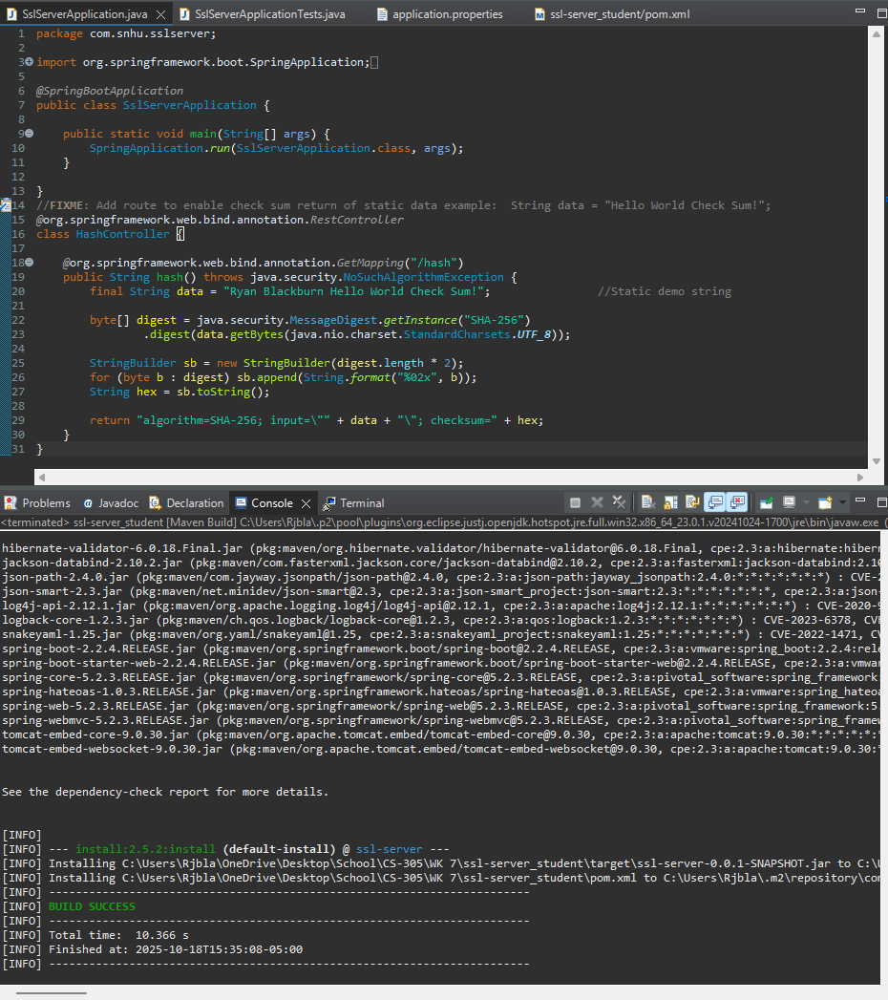 SslServerApplication.java
SslServerApplicationTests.java
application.properties
ssl-server_student/pom.xml
1 package com.snhu.sslserver;
2
3 import org.springframework.boot.SpringApplication;
5
6 @SpringBootApplication
7 public class SslServerApplication {
8
9 public static void main(String[] args) {
10 SpringApplication.run(SslServerApplication.class, args);
11 }
12
13 }
14 //FIXME: Add route to enable check sum return of static data example:  String data = "Hello World Check Sum!";
15 @org.springframework.web.bind.annotation.RestController
16 class HashController {
17
18 @org.springframework.web.bind.annotation.GetMapping("/hash")
19 public String hash() throws java.security.NoSuchAlgorithmException {
20 final String data = "Ryan Blackburn Hello World Check Sum!"; //Static demo string
21
22 byte[] digest = java.security.MessageDigest.getInstance("SHA-256")
23 .digest(data.getBytes(java.nio.charset.StandardCharsets.UTF_8));
24
25 StringBuilder sb = new StringBuilder(digest.length * 2);
26 for (byte b : digest) sb.append(String.format("%02x", b));
27 String hex = sb.toString();
28
29 return "algorithm=SHA-256; input=\"" + data + "\"; checksum=" + hex;
30 }
31 }
Problems @ Javadoc Declaration Console Terminal
<terminated> ssl-server_student [Maven Build] C:\Users\Rjbla\.p2\pool\plugins\org.eclipse.justj.openjdk.hotspot.jre.full.win32.x86_64_23.0.1.v20241024-1700\jre\bin\javaw.exe (
hibernate-validator-6.0.18.Final.jar (pkg:maven/org.hibernate.validator/hibernate-validator@6.0.18.Final, cpe:2.3:a:hibernate:hibern
jackson-databind-2.10.2.jar (pkg:maven/com.fasterxml.jackson.core/jackson-databind@2.10.2, cpe:2.3:a:fasterxml:jackson-databind:2.10
json-path-2.4.0.jar (pkg:maven/com.jayway.jsonpath/json-path@2.4.0, cpe:2.3:a:json-path:jayway_jsonpath:2.4.0:*:*:*:*:*:*:*) : CVE-2
json-smart-2.3.jar (pkg:maven/net.minidev/json-smart@2.3, cpe:2.3:a:json-smart_project:json-smart:2.3:*:*:*:*:*:*:*, cpe:2.3:a:json-
log4j-api-2.12.1.jar (pkg:maven/org.apache.logging.log4j/log4j-api@2.12.1, cpe:2.3:a:apache:log4j:2.12.1:*:*:*:*:*:*:*) : CVE-2020-9
logback-core-1.2.3.jar (pkg:maven/ch.qos.logback/logback-core@1.2.3, cpe:2.3:a:qos:logback:1.2.3:*:*:*:*:*:*:*) : CVE-2023-6378, CVE
snakeyaml-1.25.jar (pkg:maven/org.yaml/snakeyaml@1.25, cpe:2.3:a:snakeyaml_project:snakeyaml:1.25:*:*:*:*:*:*:*) : CVE-2022-1471, CV
spring-boot-2.2.4.RELEASE.jar (pkg:maven/org.springframework.boot/spring-boot@2.2.4.RELEASE, cpe:2.3:a:vmware:spring_boot:2.2.4:rele
spring-boot-starter-web-2.2.4.RELEASE.jar (pkg:maven/org.springframework.boot/spring-boot-starter-web@2.2.4.RELEASE, cpe:2.3:a:vmwar
spring-core-5.2.3.RELEASE.jar (pkg:maven/org.springframework/spring-core@5.2.3.RELEASE, cpe:2.3:a:pivotal_software:spring_framework:
spring-hateoas-1.0.3.RELEASE.jar (pkg:maven/org.springframework.hateoas/spring-hateoas@1.0.3.RELEASE, cpe:2.3:a:vmware:spring_hateoa
spring-web-5.2.3.RELEASE.jar (pkg:maven/org.springframework/spring-web@5.2.3.RELEASE, cpe:2.3:a:pivotal_software:spring_framework:5.
spring-webmvc-5.2.3.RELEASE.jar (pkg:maven/org.springframework/spring-webmvc@5.2.3.RELEASE, cpe:2.3:a:pivotal_software:spring_framew
tomcat-embed-core-9.0.30.jar (pkg:maven/org.apache.tomcat.embed/tomcat-embed-core@9.0.30, cpe:2.3:a:apache:tomcat:9.0.30:*:*:*:*:*:*
tomcat-embed-websocket-9.0.30.jar (pkg:maven/org.apache.tomcat.embed/tomcat-embed-websocket@9.0.30, cpe:2.3:a:apache:tomcat:9.0.30:*
See the dependency-check report for more details.
[INFO]
[INFO] --- install:2.5.2:install (default-install) @ ssl-server ---
[INFO] Installing C:\Users\Rjbla\OneDrive\Desktop\School\CS-305\WK 7\ssl-server_student\target\ssl-server-0.0.1-SNAPSHOT.jar to C:\U
[INFO] Installing C:\Users\Rjbla\OneDrive\Desktop\School\CS-305\WK 7\ssl-server_student\pom.xml to C:\Users\Rjbla\.m2\repository\com
[INFO] ------------------------------------------------------------------------
[INFO] BUILD SUCCESS
[INFO] ------------------------------------------------------------------------
[INFO] Total time:  10.366 s
[INFO] Finished at: 2025-10-18T15:35:08-05:00
[INFO] ------------------------------------------------------------------------